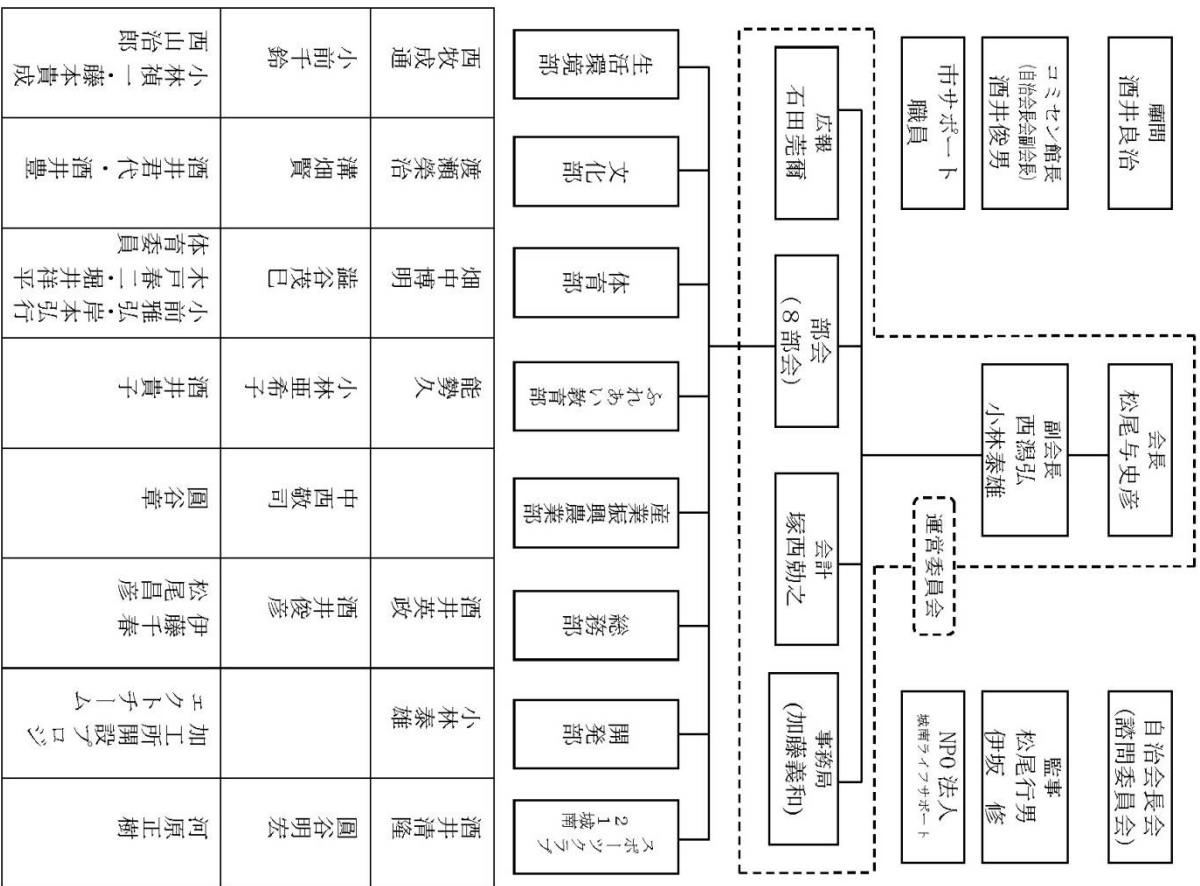 会長
松尾与史彦
副会長
西潟弘
小林泰雄
運営委員会
顧問
酒井良治
コミセン館長
(自治会長会副会長)
酒井俊男
市サポート
職員
自治会長会
(諮問委員会)
監事
松尾行男
伊坂 修
NPO 法人
城南ライフサポート
広報
石田莞爾
部会
(8部会)
会計
塚西勍之
事務局
(加藤義和)
生活環境部
文化部
体育部
ふれあい教育部
産業振興農業部
総務部
開発部
スポーツクラブ
21城南
西牧成通
渡瀬榮治
畑中博明
能勢久
酒井英政
小林泰雄
酒井清隆
小前千鈴
溝畑賢
澁谷茂巳
小林亜希子
中西敬司
酒井俊彦
圓谷明宏
小林禎一・藤本貴成
西山治郎
酒井君代・酒井豊
小前雅弘・岸本弘行
木戸春二・堀井祥平
体育委員
酒井貴子
圓谷章
伊藤千春
松尾昌彦
加工所開設プロジ
ェクトチーム
河原正樹